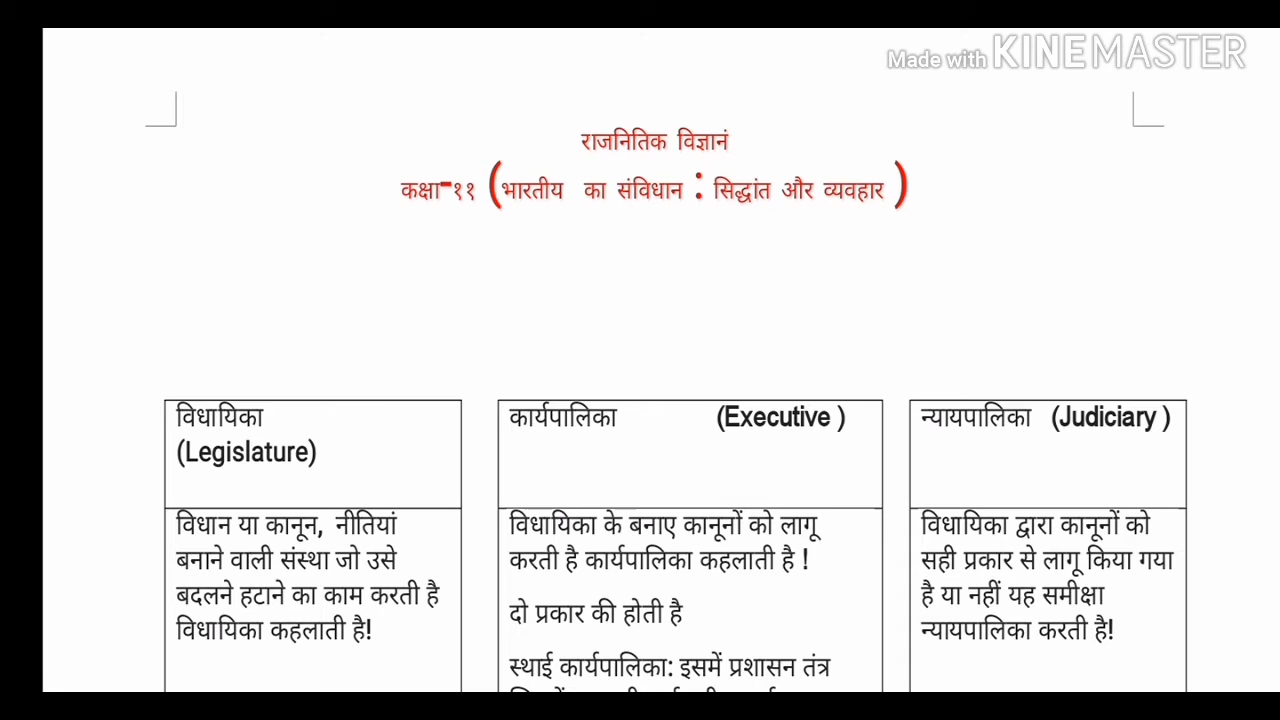 Made with KINEMASTER
राजनितिक विज्ञानं
कक्षा-११ (भारतीय का संविधान : सिद्धांत और व्यवहार )
विधायिका
(Legislature)
विधान या कानून, नीतियां
बनाने वाली संस्था जो उसे
बदलने हटाने का काम करती है
विधायिका कहलाती है!
कार्यपालिका (Executive )
विधायिका के बनाए कानूनों को लागू
करती है कार्यपालिका कहलाती है !
दो प्रकार की होती है
स्थाई कार्यपालिका: इसमें प्रशासन तंत्र
न्यायपालिका (Judiciary )
विधायिका द्वारा कानूनों को
सही प्रकार से लागू किया गया
है या नहीं यह समीक्षा
न्यायपालिका करती है!